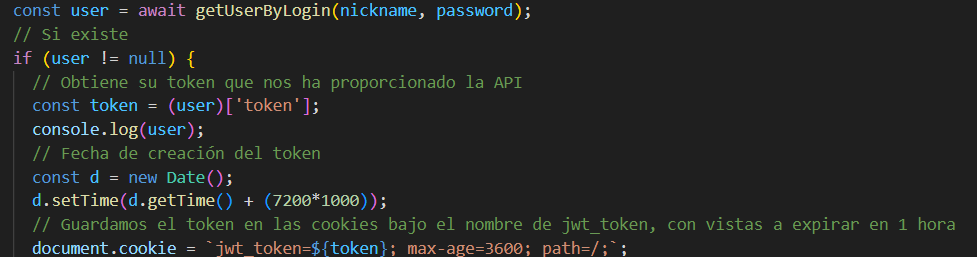 const user = await getUserByLogin(nickname, password);
// Si existe
if (user != null) {
// Obtiene su token que nos ha proporcionado la API
const token = (user)['token'];
console.log(user);
// Fecha de creación del token
const d = new Date();
d.setTime(d.getTime() + (7200*1000));
// Guardamos el token en las cookies bajo el nombre de jwt_token, con vistas a expirar en 1 hora
document.cookie = `jwt_token=${token}; max-age=3600; path=/;`;